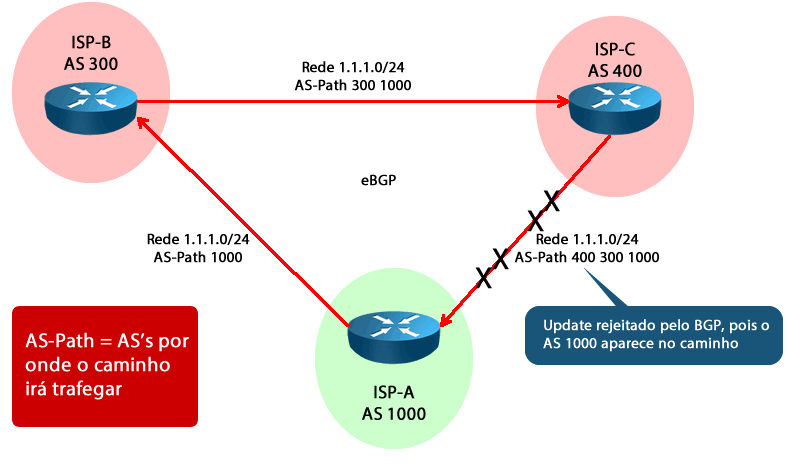 ISP-B
AS 300
ISP-C
AS 400
Rede 1.1.1.0/24
AS-Path 300 1000
eBGP
Rede 1.1.1.0/24
AS-Path 1000
Rede 1.1.1.0/24
AS-Path 400 300 1000
X
X
X
X
AS-Path = AS’s por
onde o caminho
irá trafegar
Update rejeitado pelo BGP, pois o
AS 1000 aparece no caminho
ISP-A
AS 1000